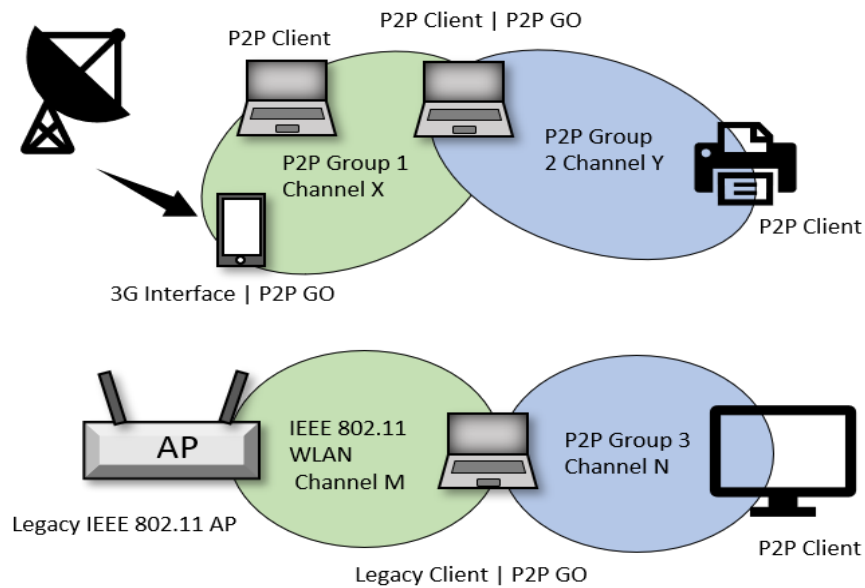 P2P Client | P2P GO
P2P Client
P2P Group 1
Channel X
P2P Group
2 Channel Y
P2P Client
3G Interface | P2P GO
AP
IEEE 802.11
WLAN
Channel M
P2P Group 3
Channel N
Legacy IEEE 802.11 AP
P2P Client
Legacy Client | P2P GO